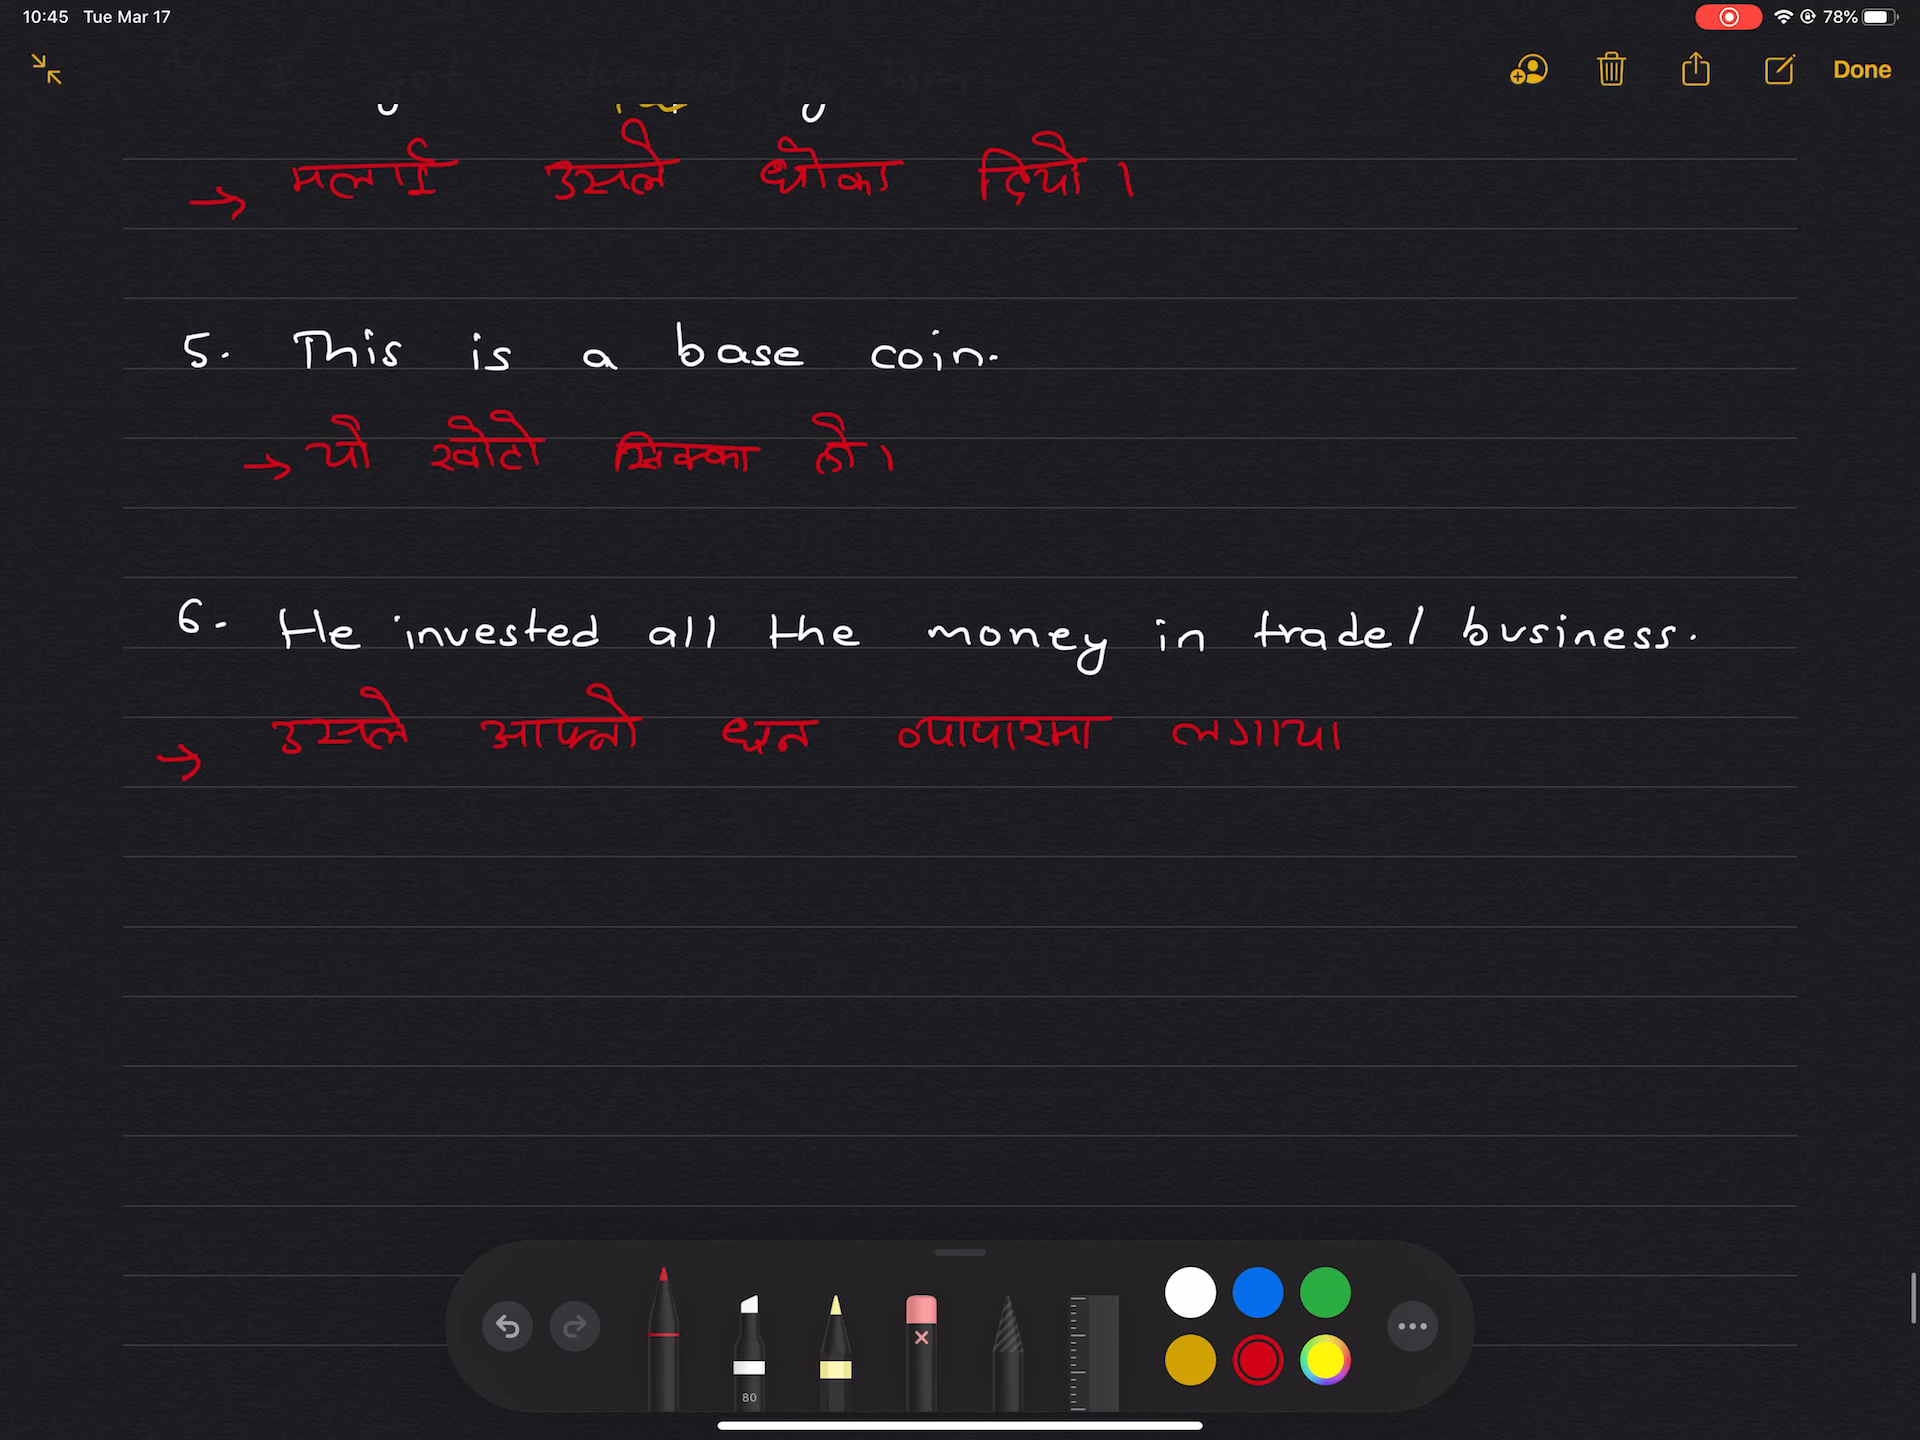 10:45 Tue Mar 17 78%
Done
मलाई उसले धोका दियो।
5. This is a base coin.
→ यो खोटो सिक्का हो।
6. He invested all the money in trade/ business.
→ उसले आफ्नो धन व्यापारमा लगाया
80